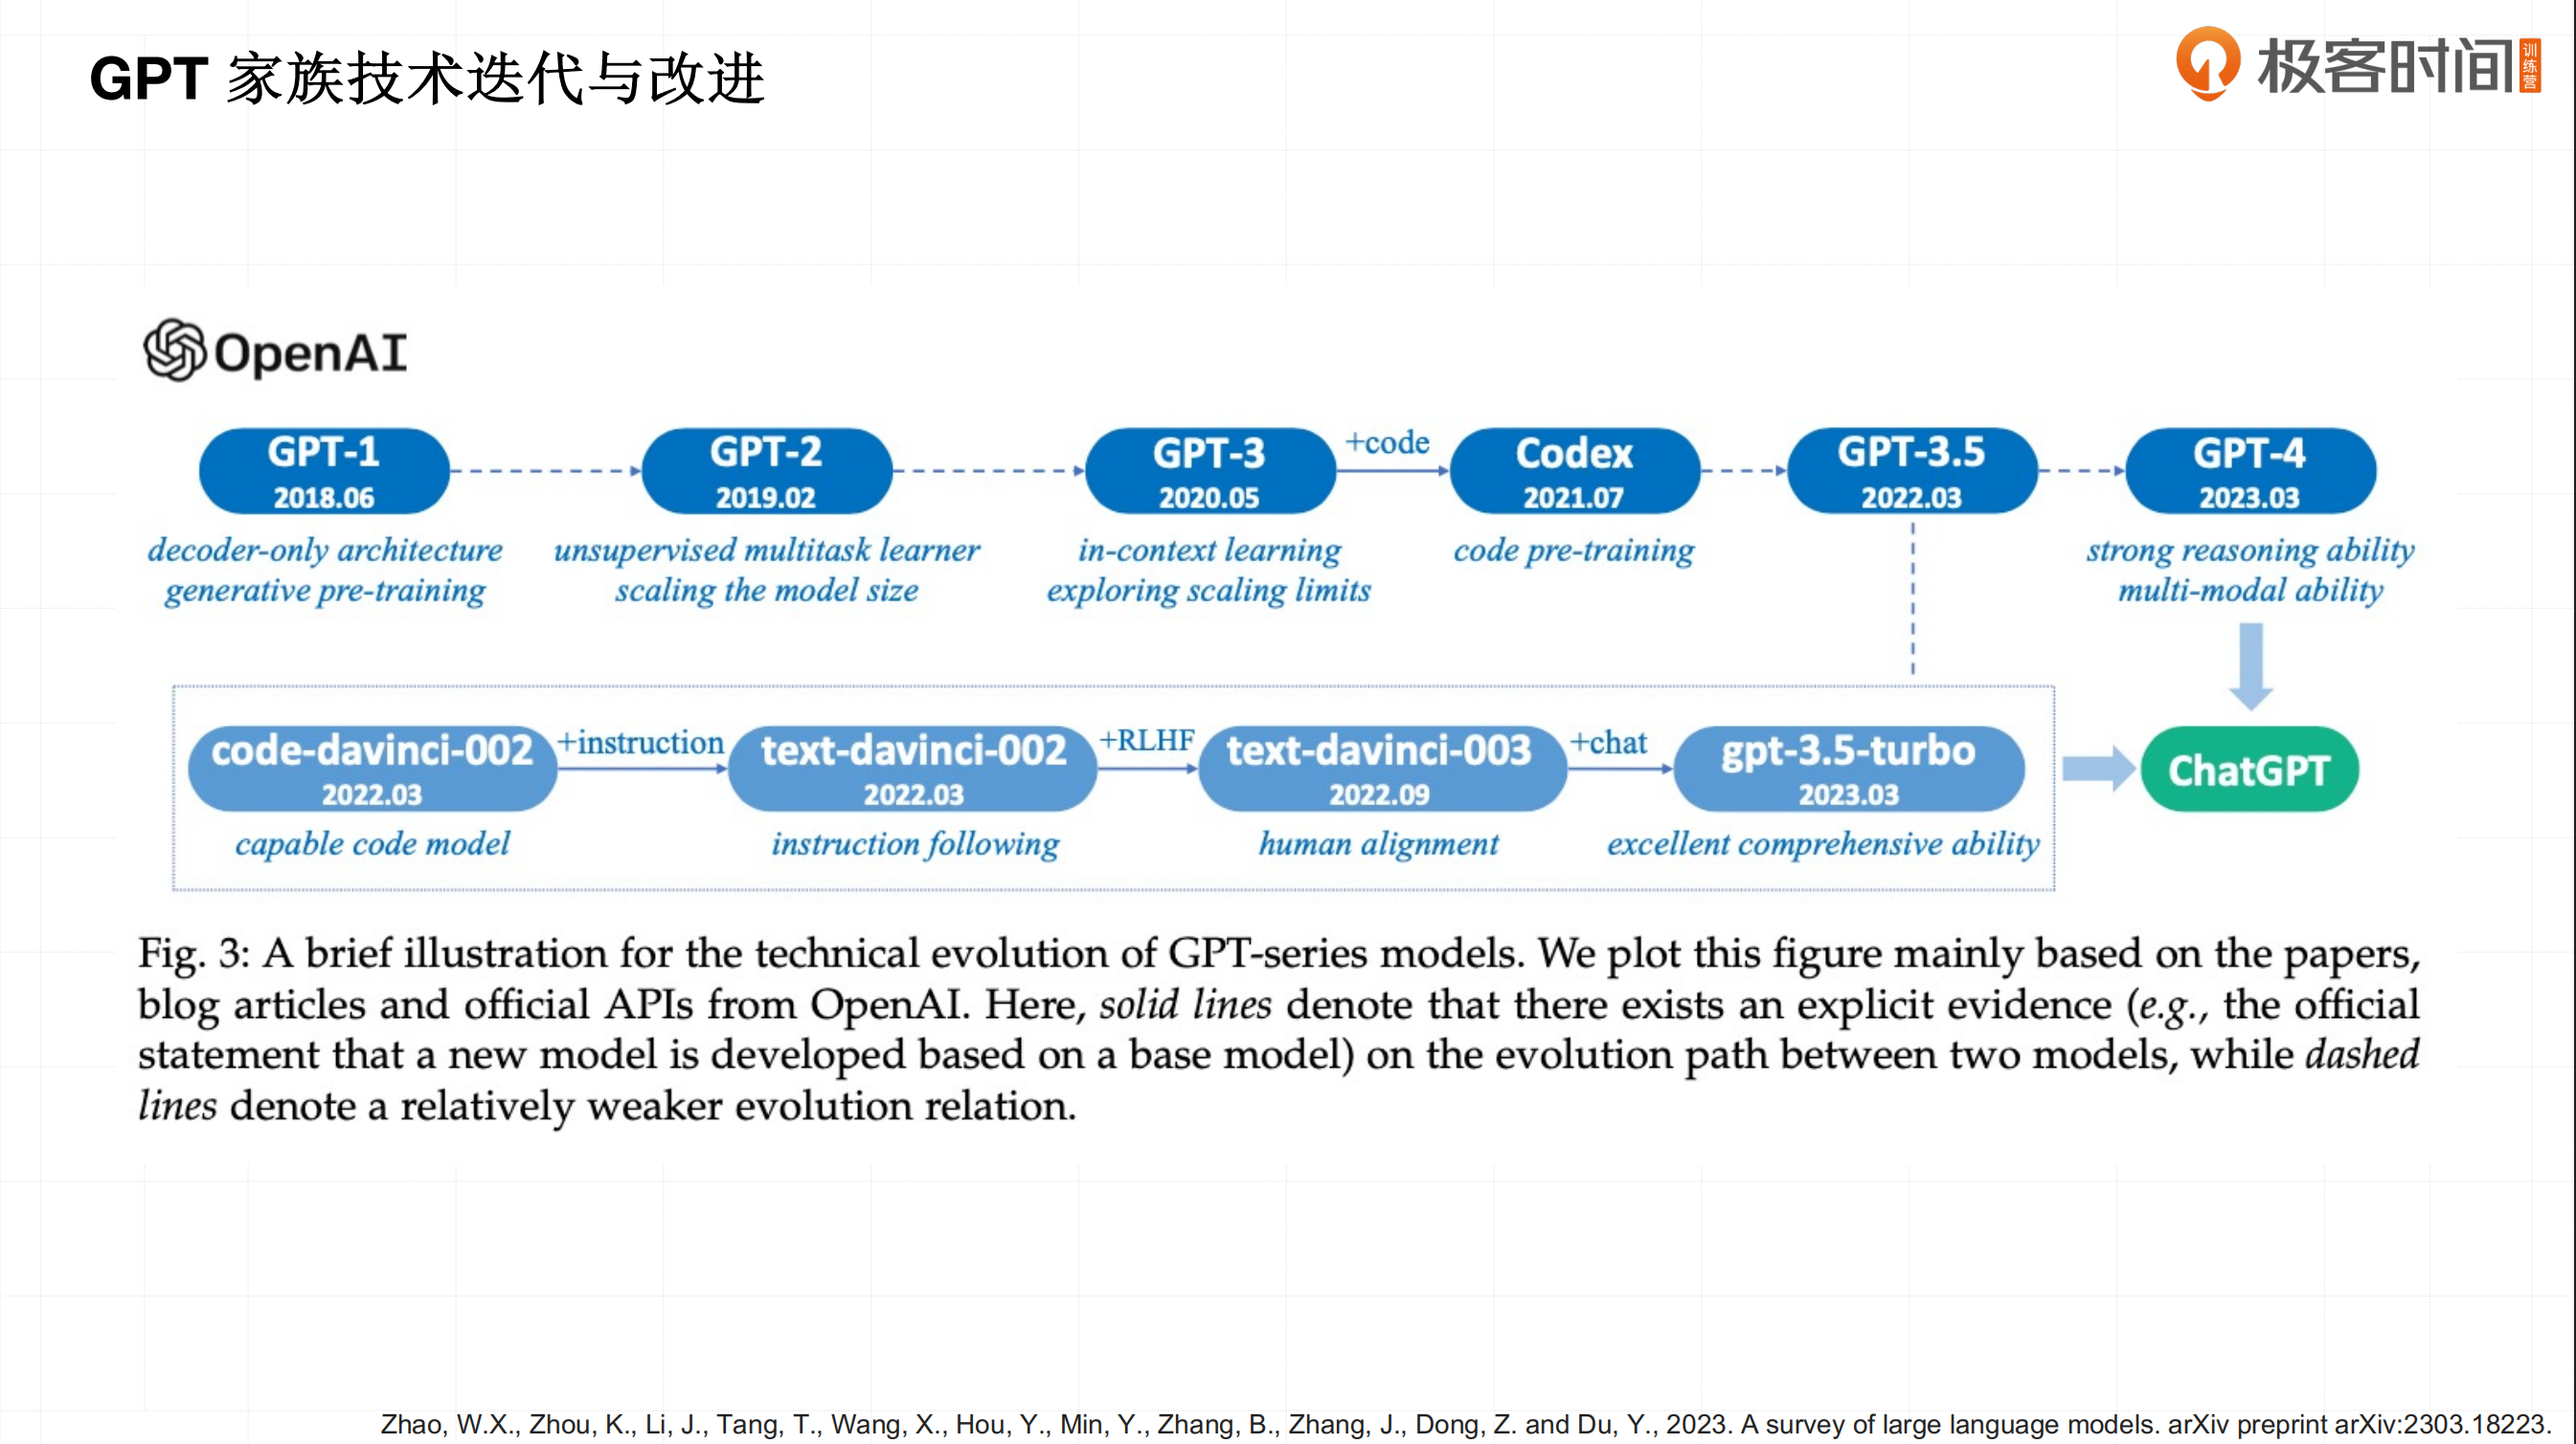 GPT 家族技术迭代与改进
极客时间
训练营
OpenAI
GPT-1
2018.06
decoder-only architecture
generative pre-training
GPT-2
2019.02
unsupervised multitask learner
scaling the model size
GPT-3
2020.05
in-context learning
exploring scaling limits
+code
Codex
2021.07
code pre-training
GPT-3.5
2022.03
GPT-4
2023.03
strong reasoning ability
multi-modal ability
code-davinci-002
2022.03
capable code model
+instruction
text-davinci-002
2022.03
instruction following
+RLHF
text-davinci-003
2022.09
human alignment
+chat
gpt-3.5-turbo
2023.03
excellent comprehensive ability
ChatGPT
Fig. 3: A brief illustration for the technical evolution of GPT-series models. We plot this figure mainly based on the papers,
blog articles and official APIs from OpenAI. Here, solid lines denote that there exists an explicit evidence (e.g., the official
statement that a new model is developed based on a base model) on the evolution path between two models, while dashed
lines denote a relatively weaker evolution relation.
Zhao, W.X., Zhou, K., Li, J., Tang, T., Wang, X., Hou, Y., Min, Y., Zhang, B., Zhang, J., Dong, Z. and Du, Y., 2023. A survey of large language models. arXiv preprint arXiv:2303.18223.